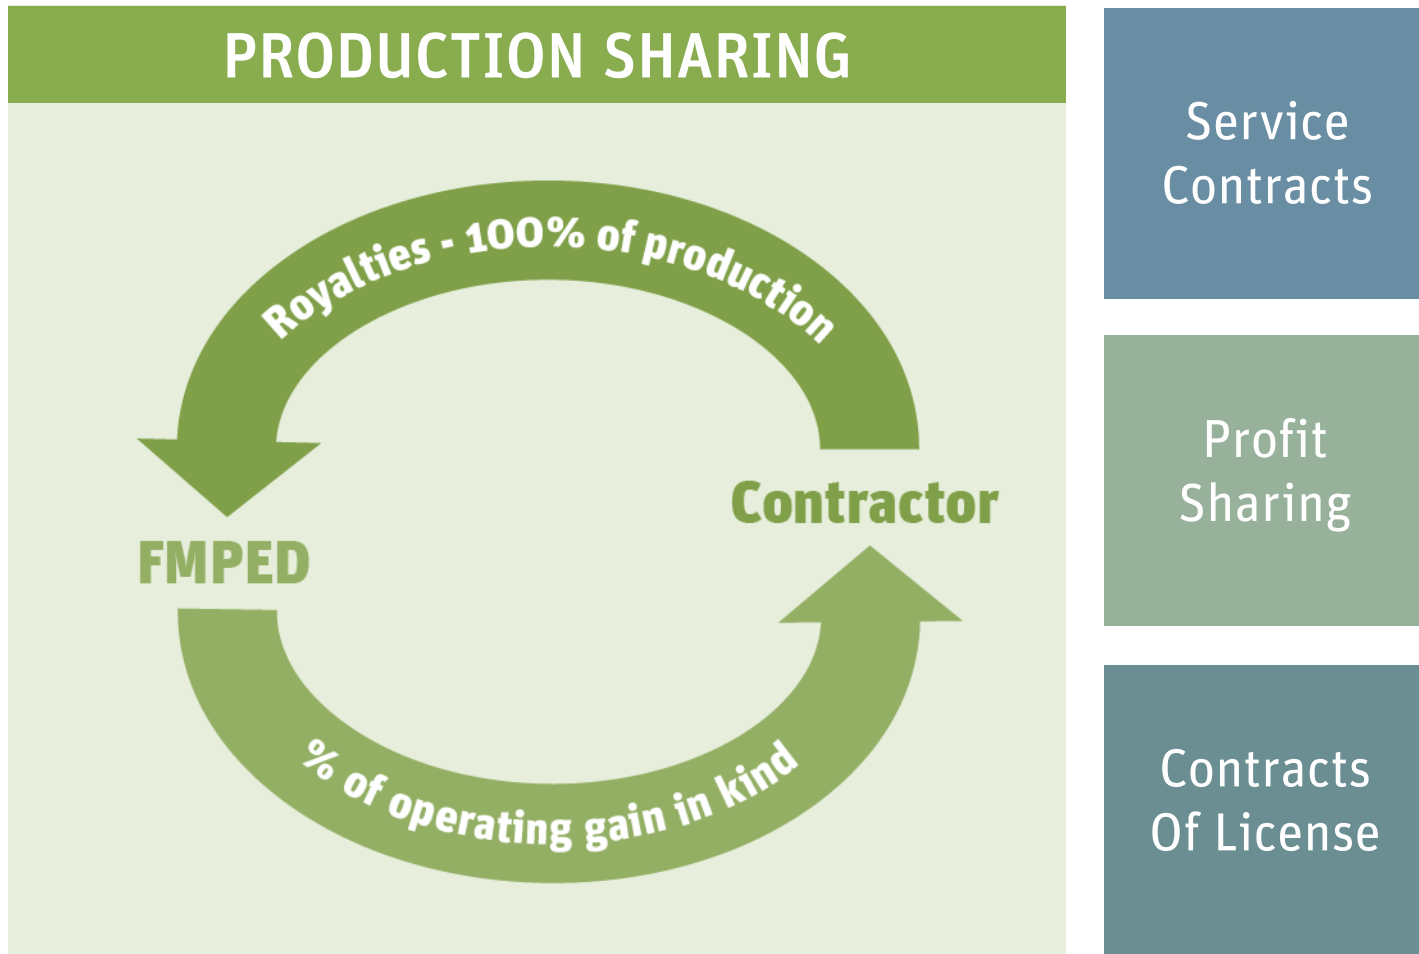 PRODUCTION SHARING
Royalties - 100% of production
Contractor
FMPED
% of operating gain in kind
Service
Contracts
Profit
Sharing
Contracts
Of License